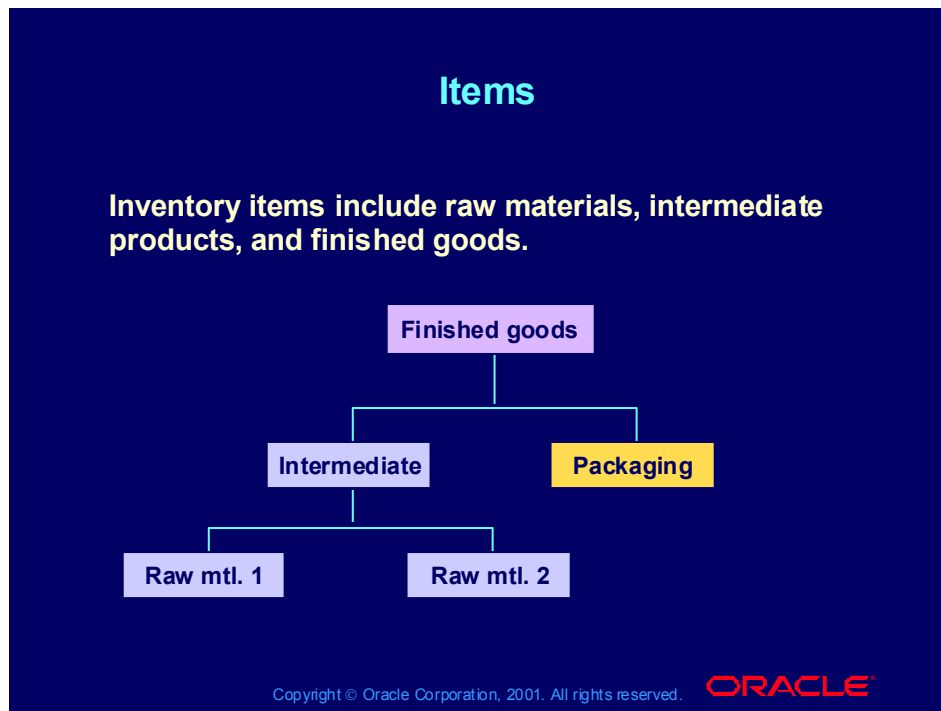 Items
Inventory items include raw materials, intermediate
products, and finished goods.
Finished goods
Intermediate
Packaging
Raw mtl. 1
Raw mtl. 2
Copyright © Oracle Corporation, 2001. All rights reserved.
ORACLE®